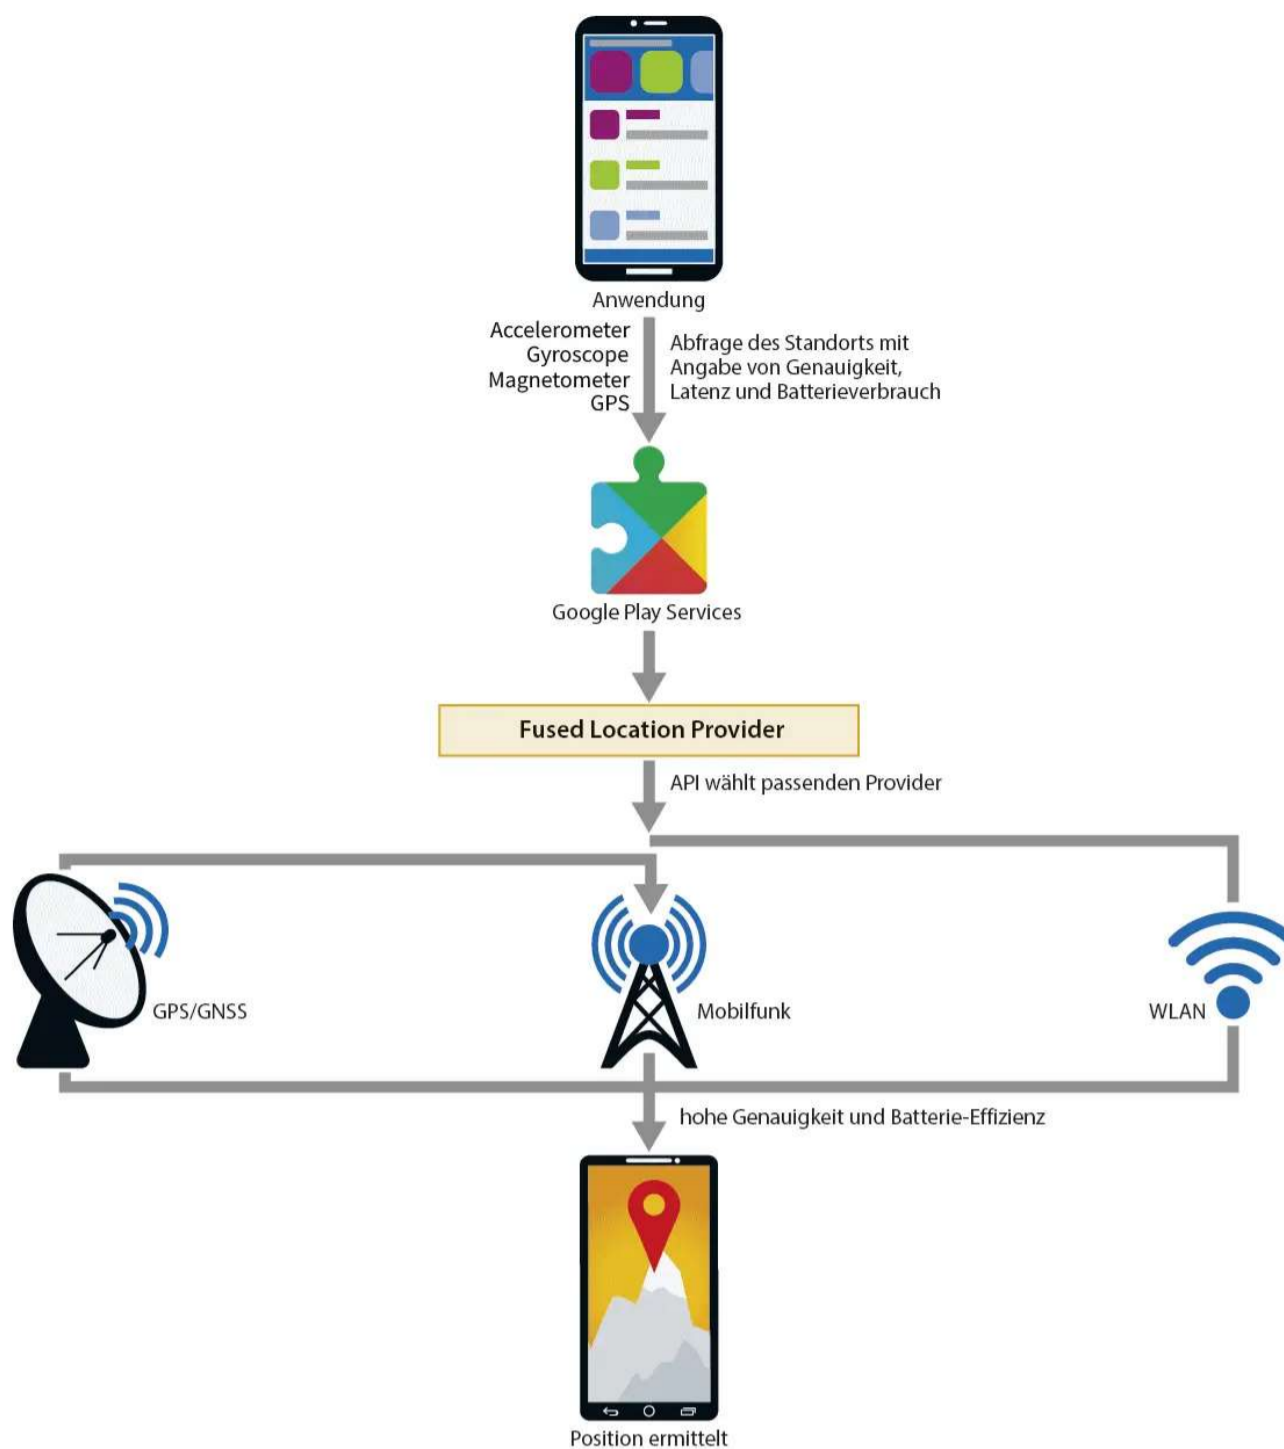 Anwendung
Accelerometer
Gyroscope
Magnetometer
GPS
Abfrage des Standorts mit
Angabe von Genauigkeit,
Latenz und Batterieverbrauch
Google Play Services
Fused Location Provider
API wählt passenden Provider
GPS/GNSS
Mobilfunk
WLAN
hohe Genauigkeit und Batterie-Effizienz
Position ermittelt